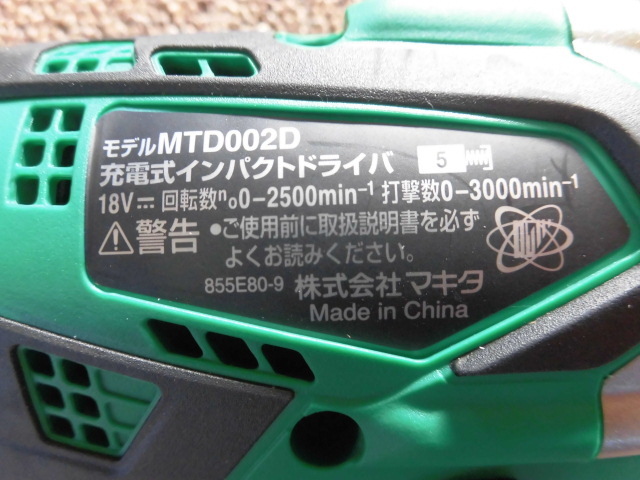 モデルMTD002D
充電式インパクトドライバ 5
18V⎓ 回転数n₀0-2500min⁻¹ 打撃数0-3000min⁻¹
警告 ●ご使用前に取扱説明書を必ず
よくお読みください。
855E80-9 株式会社マキタ
Made in China